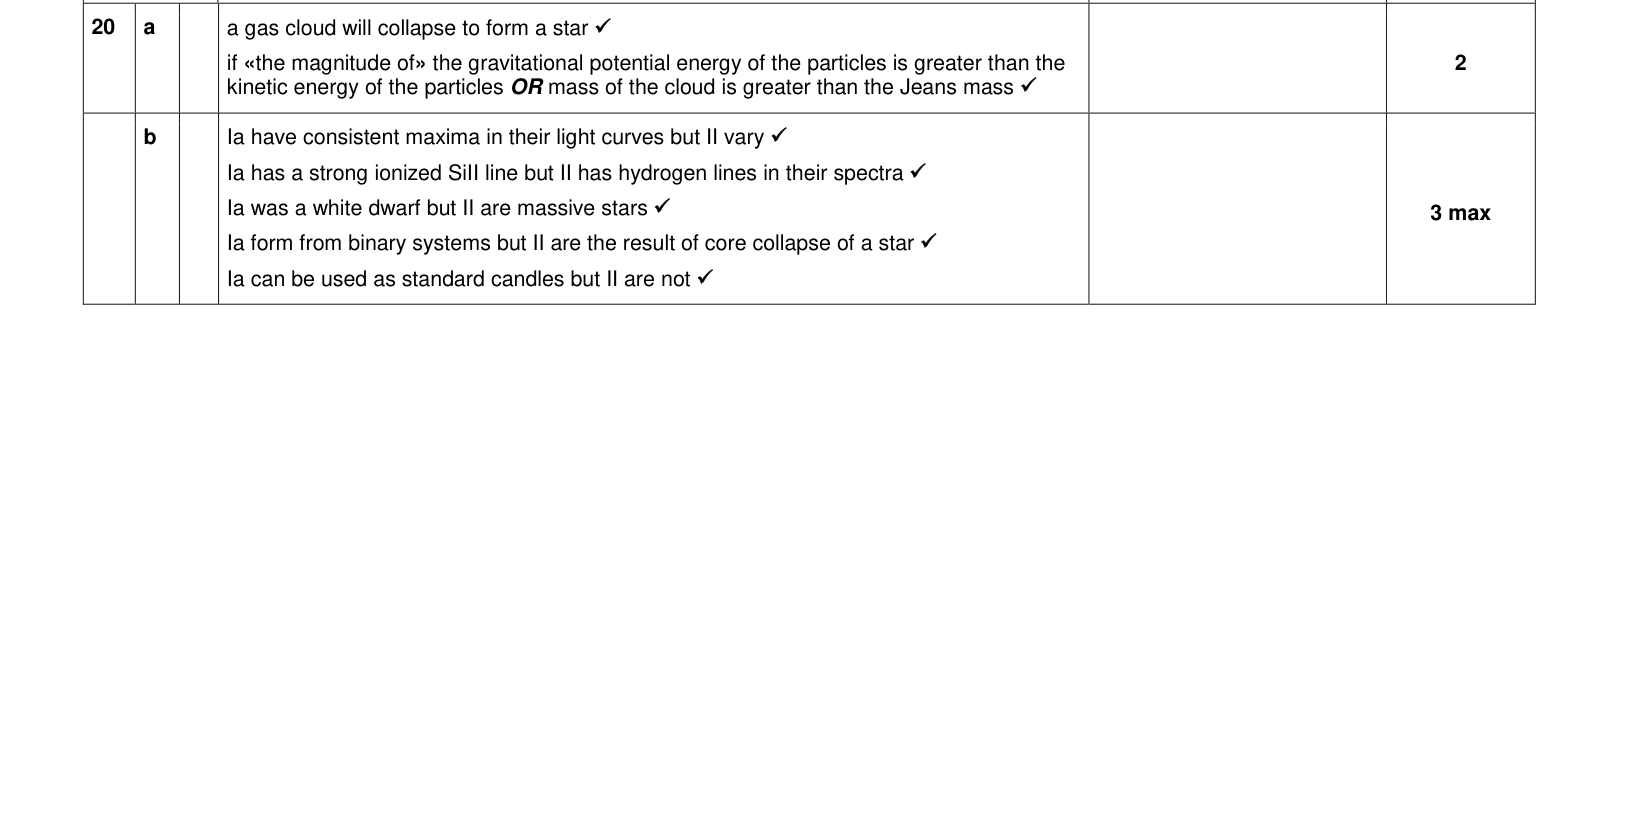 20 a a gas cloud will collapse to form a star ✓
if «the magnitude of» the gravitational potential energy of the particles is greater than the
kinetic energy of the particles OR mass of the cloud is greater than the Jeans mass ✓
2
b Ia have consistent maxima in their light curves but II vary ✓
Ia has a strong ionized SiII line but II has hydrogen lines in their spectra ✓
Ia was a white dwarf but II are massive stars ✓
Ia form from binary systems but II are the result of core collapse of a star ✓
Ia can be used as standard candles but II are not ✓
3 max